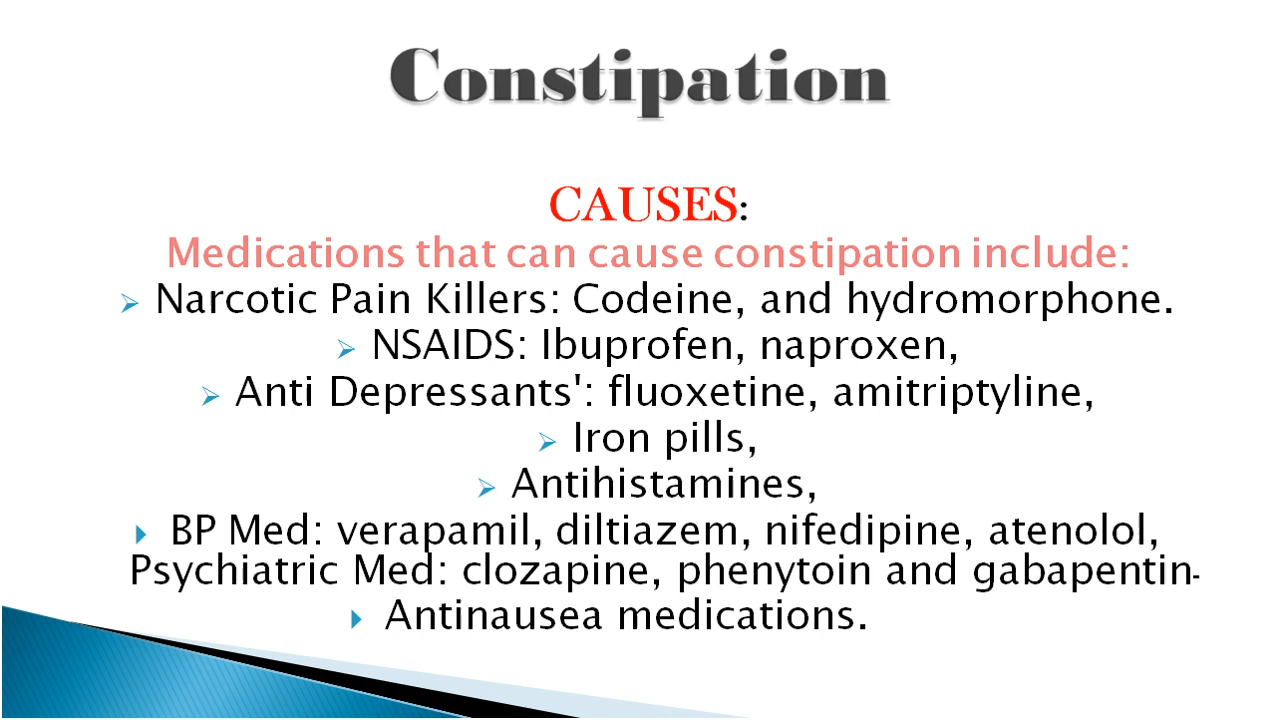 Constipation
CAUSES:
Medications that can cause constipation include:
Narcotic Pain Killers: Codeine, and hydromorphone.
NSAIDS: Ibuprofen, naproxen,
Anti Depressants': fluoxetine, amitriptyline,
Iron pills,
Antihistamines,
BP Med: verapamil, diltiazem, nifedipine, atenolol,
Psychiatric Med: clozapine, phenytoin and gabapentin-
Antinausea medications.